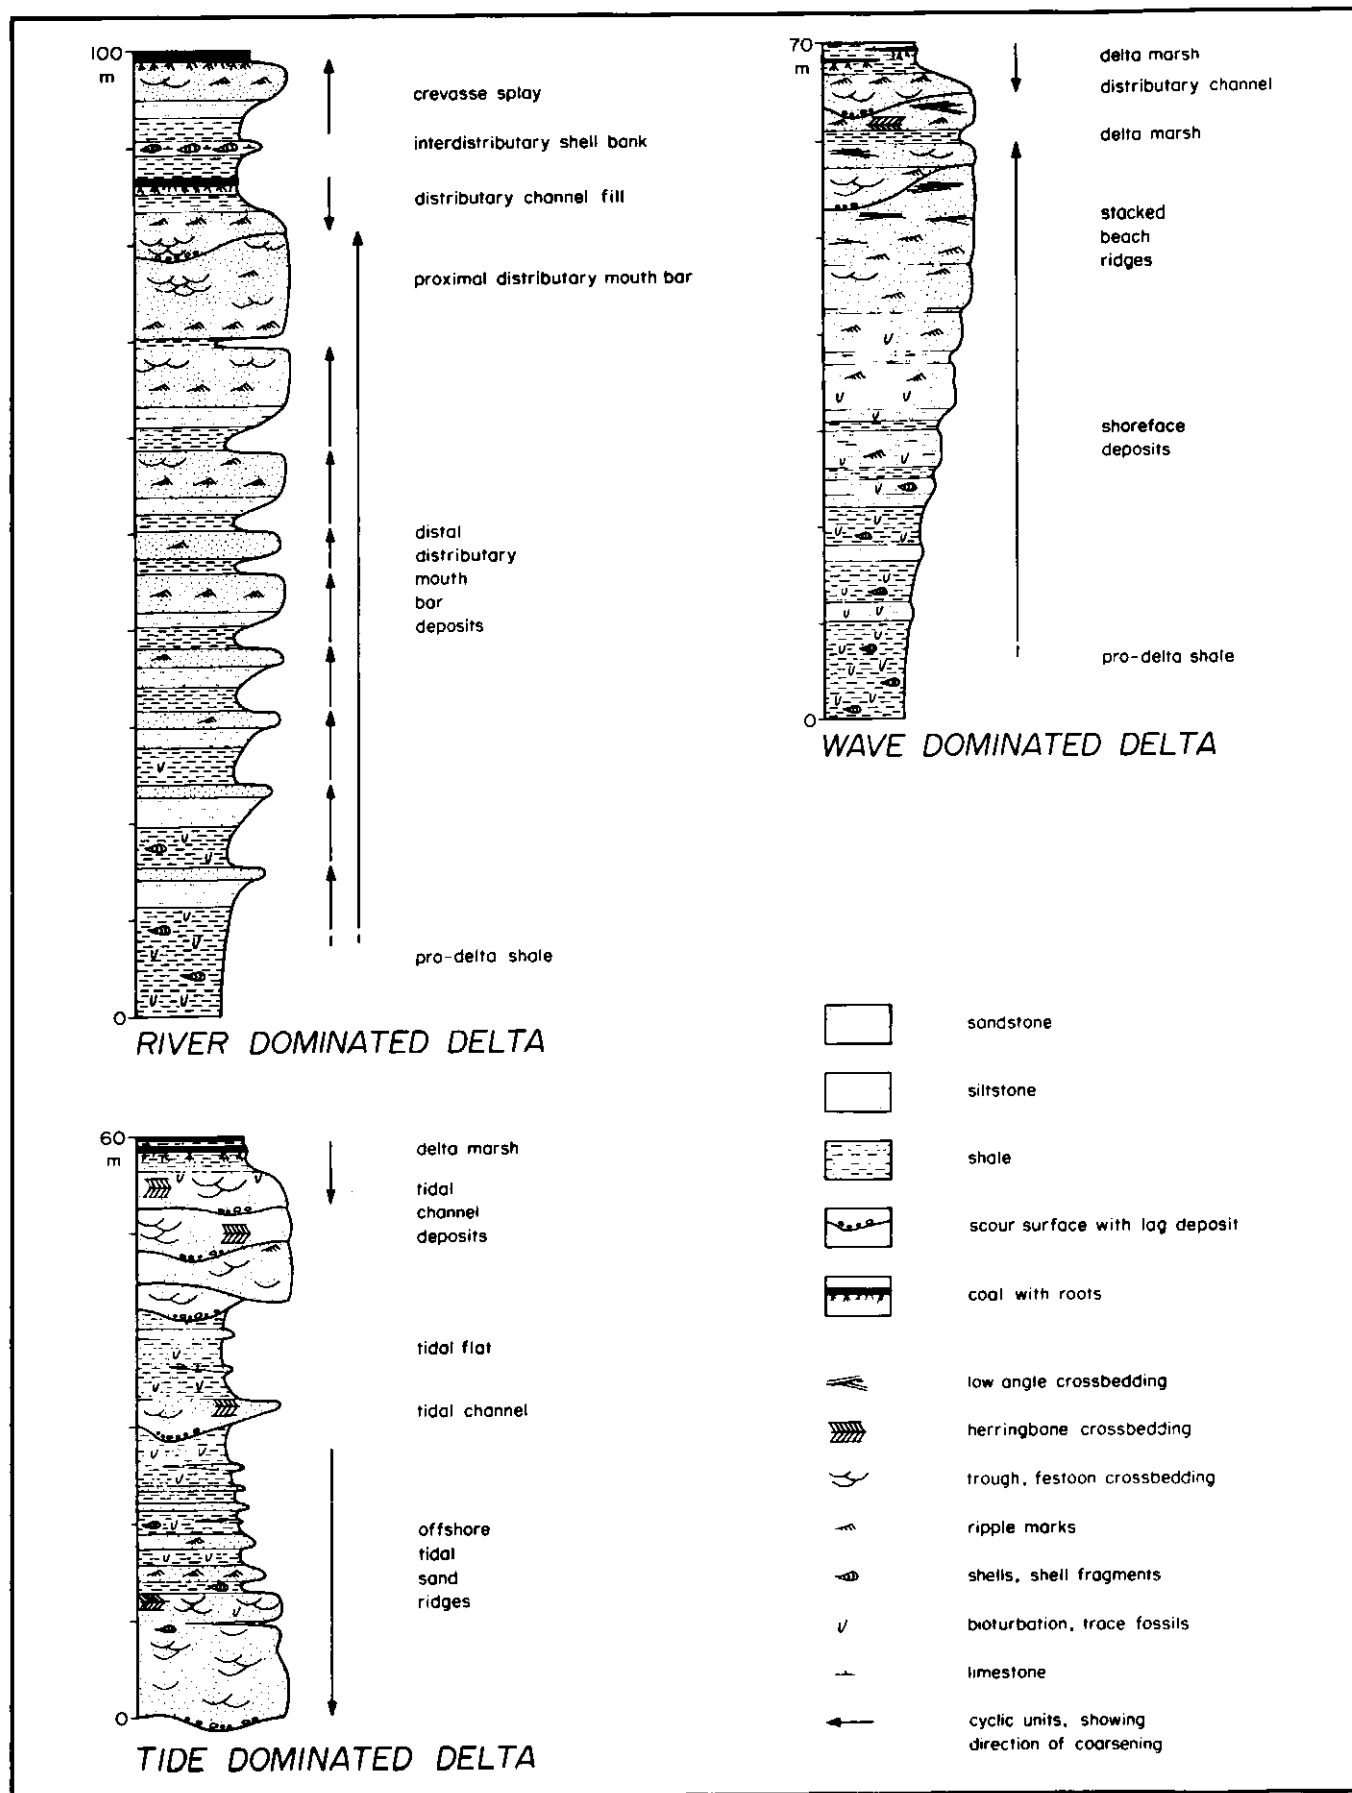 100
m
crevasse splay
interdistributary shell bank
distributary channel fill
proximal distributary mouth bar
distal
distributary
mouth
bar
deposits
pro-delta shale
0
RIVER DOMINATED DELTA
70
m
delta marsh
distributary channel
delta marsh
stacked
beach
ridges
shoreface
deposits
pro-delta shale
0
WAVE DOMINATED DELTA
60
m
delta marsh
tidal
channel
deposits
tidal flat
tidal channel
offshore
tidal
sand
ridges
0
TIDE DOMINATED DELTA
sandstone
siltstone
shale
scour surface with lag deposit
coal with roots
low angle crossbedding
herringbone crossbedding
trough, festoon crossbedding
ripple marks
shells, shell fragments
bioturbation, trace fossils
limestone
cyclic units, showing
direction of coarsening